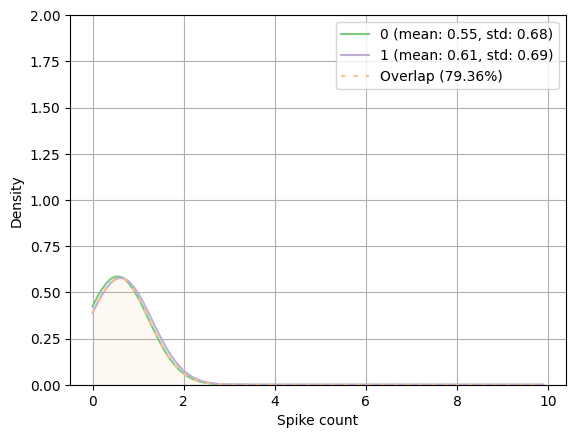 2.00
1.75
1.50
1.25
1.00
0.75
0.50
0.25
0.00
Density
0 (mean: 0.55, std: 0.68)
1 (mean: 0.61, std: 0.69)
Overlap (79.36%)
0 2 4 6 8 10
Spike count